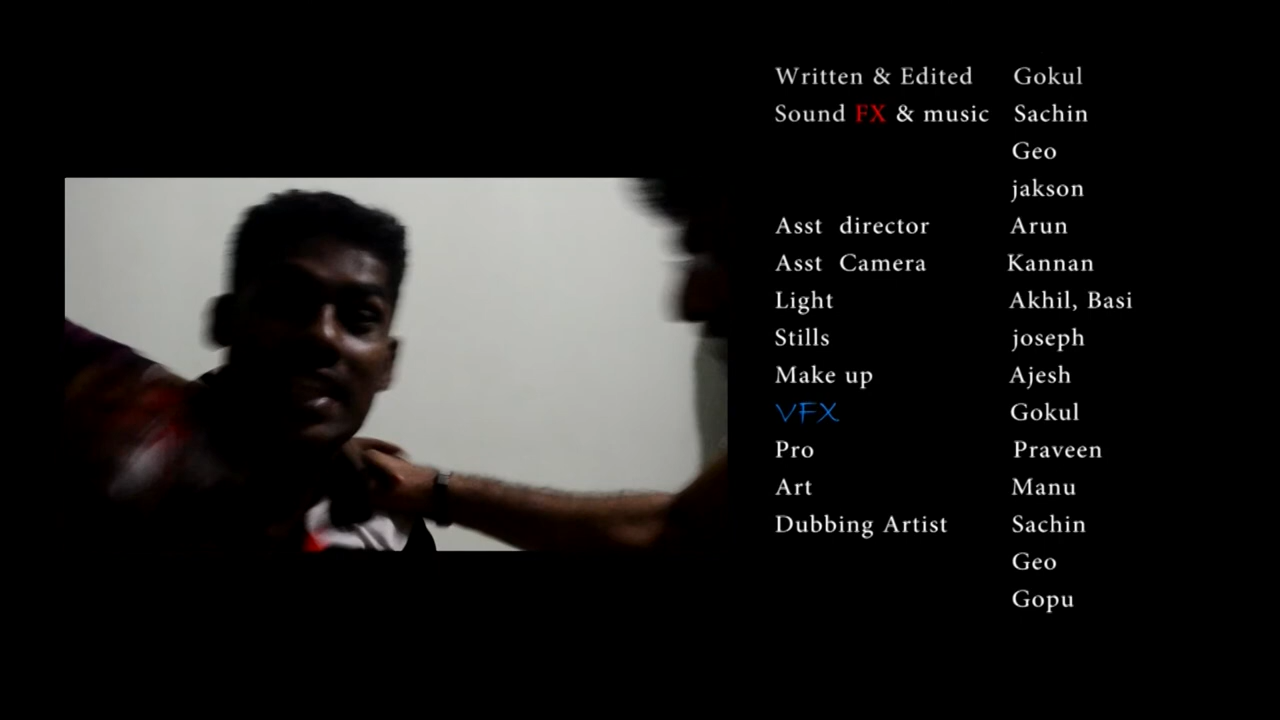 Written & Edited Gokul
Sound FX & music Sachin
Geo
jakson
Asst director Arun
Asst Camera Kannan
Light Akhil, Basi
Stills joseph
Make up Ajesh
VFX Gokul
Pro Praveen
Art Manu
Dubbing Artist Sachin
Geo
Gopu